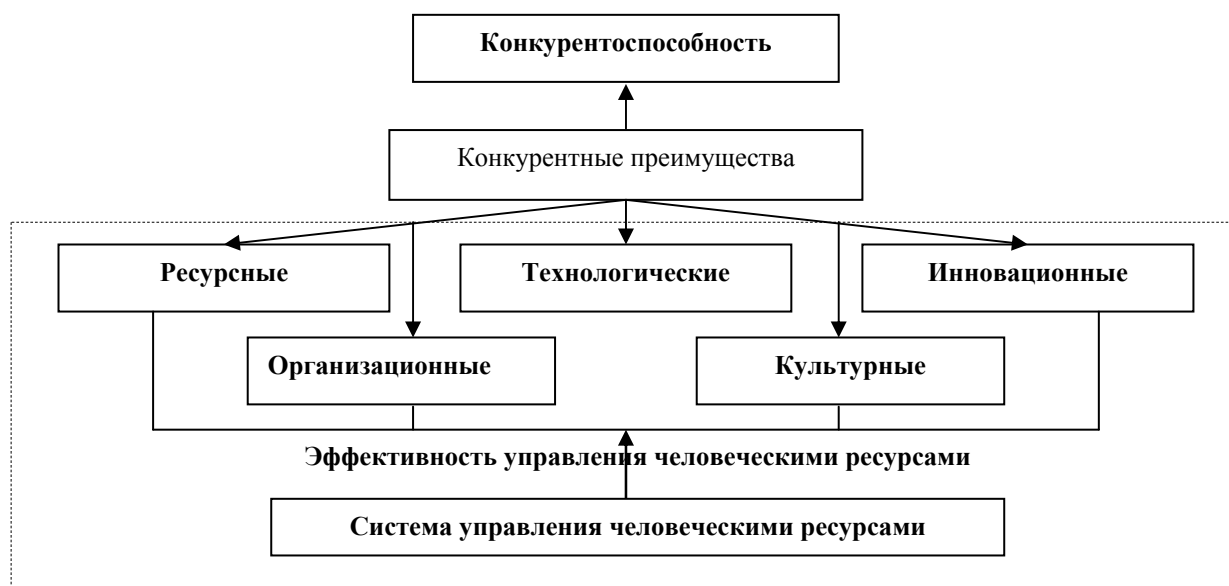 Конкурентоспособность
Конкурентные преимущества
Ресурсные
Технологические
Инновационные
Организационные
Культурные
Эффективность управления человеческими ресурсами
Система управления человеческими ресурсами